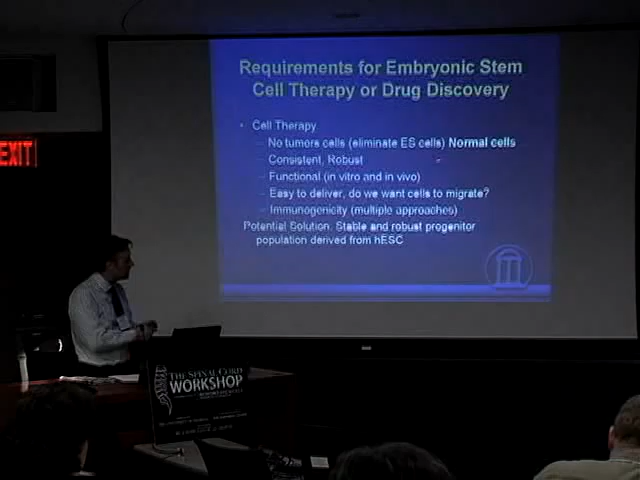 Requirements for Embryonic Stem
Cell Therapy or Drug Discovery
• Cell Therapy
– No tumors cells (eliminate ES cells) Normal cells
– Consistent, Robust
– Functional (in vitro and in vivo)
– Easy to deliver, do we want cells to migrate?
– Immunogenicity (multiple approaches)
Potential Solution: Stable and robust progenitor
population derived from hESC
EXIT
THE SPINAL CORD
WORKSHOP